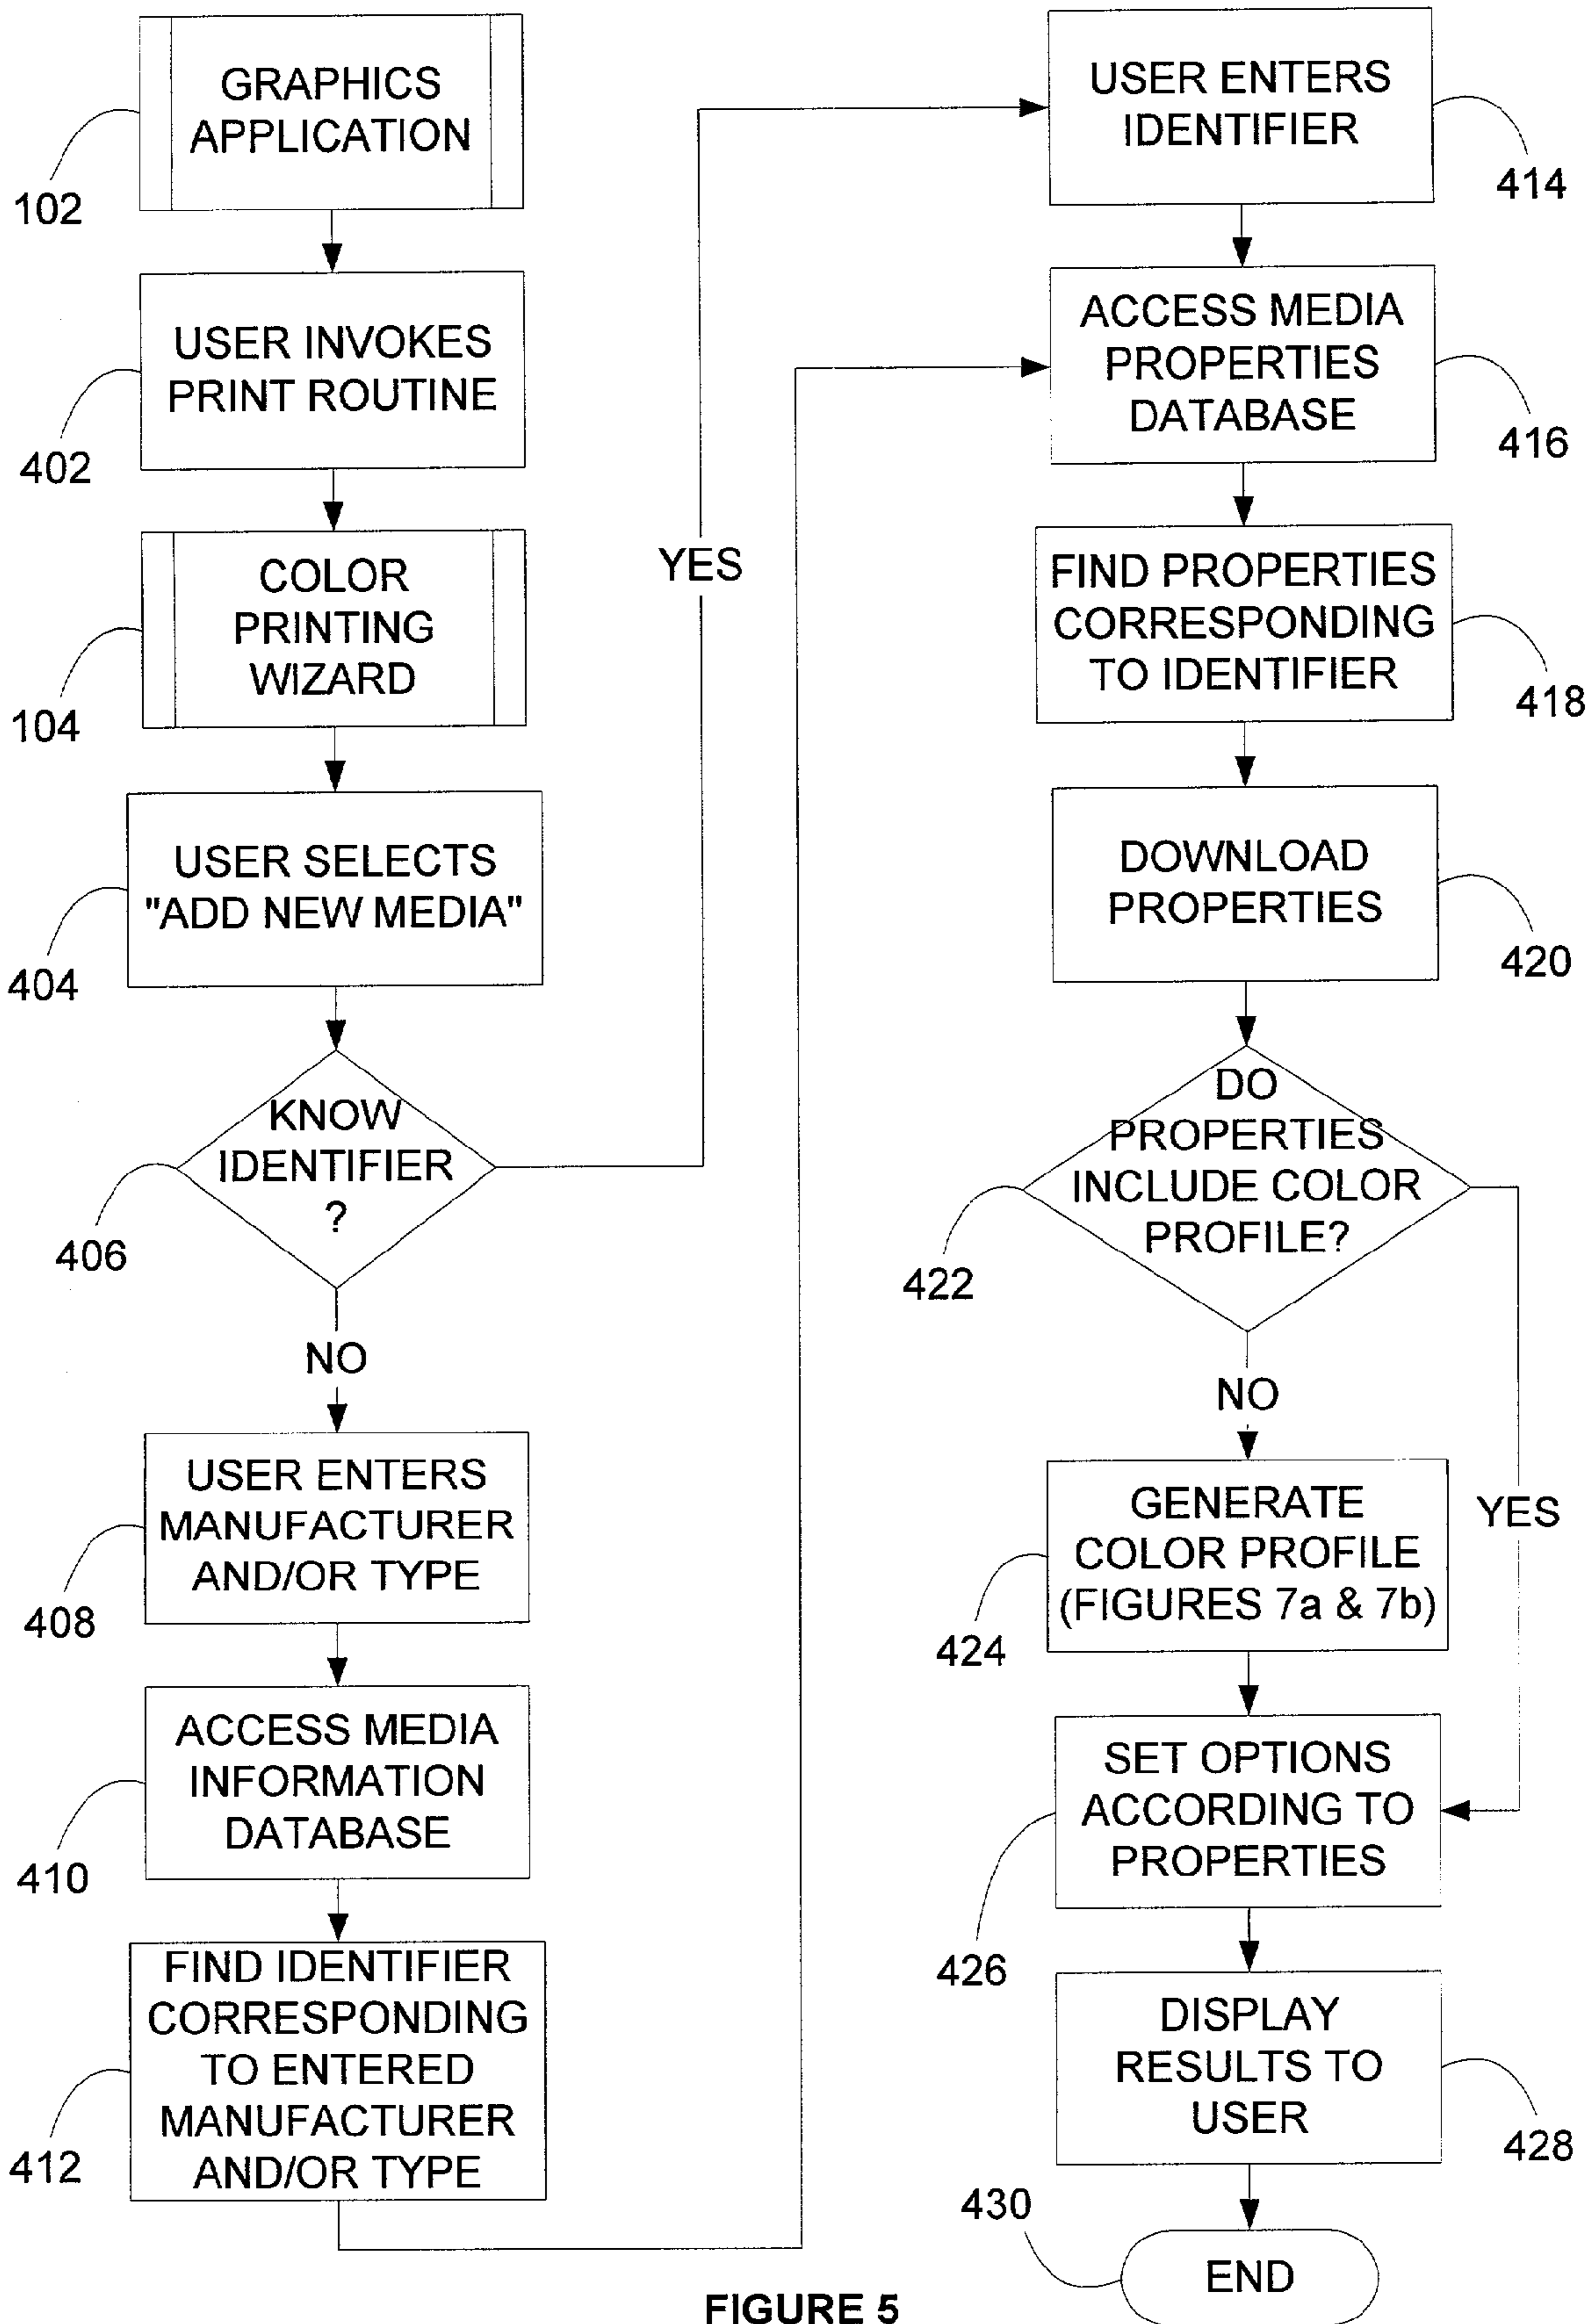 GRAPHICS
APPLICATION
102
USER INVOKES
PRINT ROUTINE
402
COLOR
PRINTING
WIZARD
104
USER SELECTS
"ADD NEW MEDIA"
404
KNOW
IDENTIFIER
?
406
YES
NO
USER ENTERS
MANUFACTURER
AND/OR TYPE
408
ACCESS MEDIA
INFORMATION
DATABASE
410
FIND IDENTIFIER
CORRESPONDING
TO ENTERED
MANUFACTURER
AND/OR TYPE
412
USER ENTERS
IDENTIFIER
414
ACCESS MEDIA
PROPERTIES
DATABASE
416
FIND PROPERTIES
CORRESPONDING
TO IDENTIFIER
418
DOWNLOAD
PROPERTIES
420
DO
PROPERTIES
INCLUDE COLOR
PROFILE?
422
NO
YES
GENERATE
COLOR PROFILE
(FIGURES 7a & 7b)
424
SET OPTIONS
ACCORDING TO
PROPERTIES
426
DISPLAY
RESULTS TO
USER
428
430
END
FIGURE 5